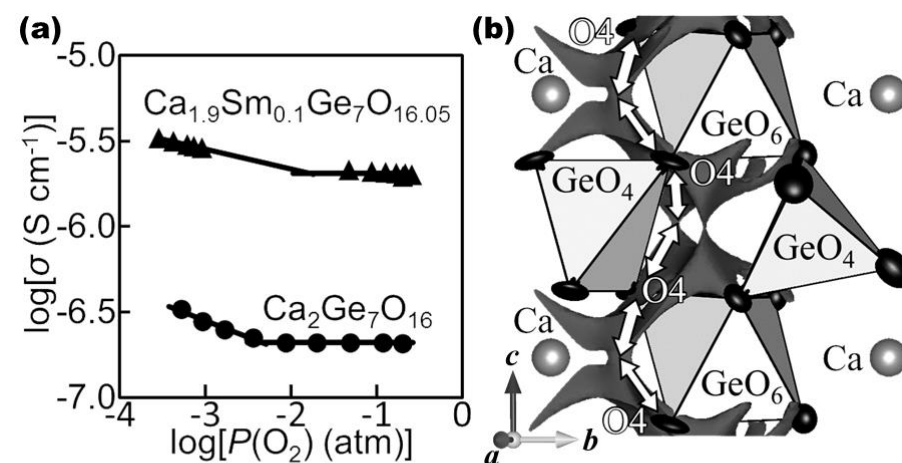 (a)
log[σ (S cm⁻¹)]
-5.0
-5.5
-6.0
-6.5
-7.0
Ca₁.₉Sm₀.₁Ge₇O₁₆.₀₅
Ca₂Ge₇O₁₆
-4 -3 -2 -1 0
log[P(O₂) (atm)]
(b)
O4
Ca
Ca
GeO₆
GeO₄
O4
GeO₄
O4
Ca
Ca
GeO₆
O4
c
b
a